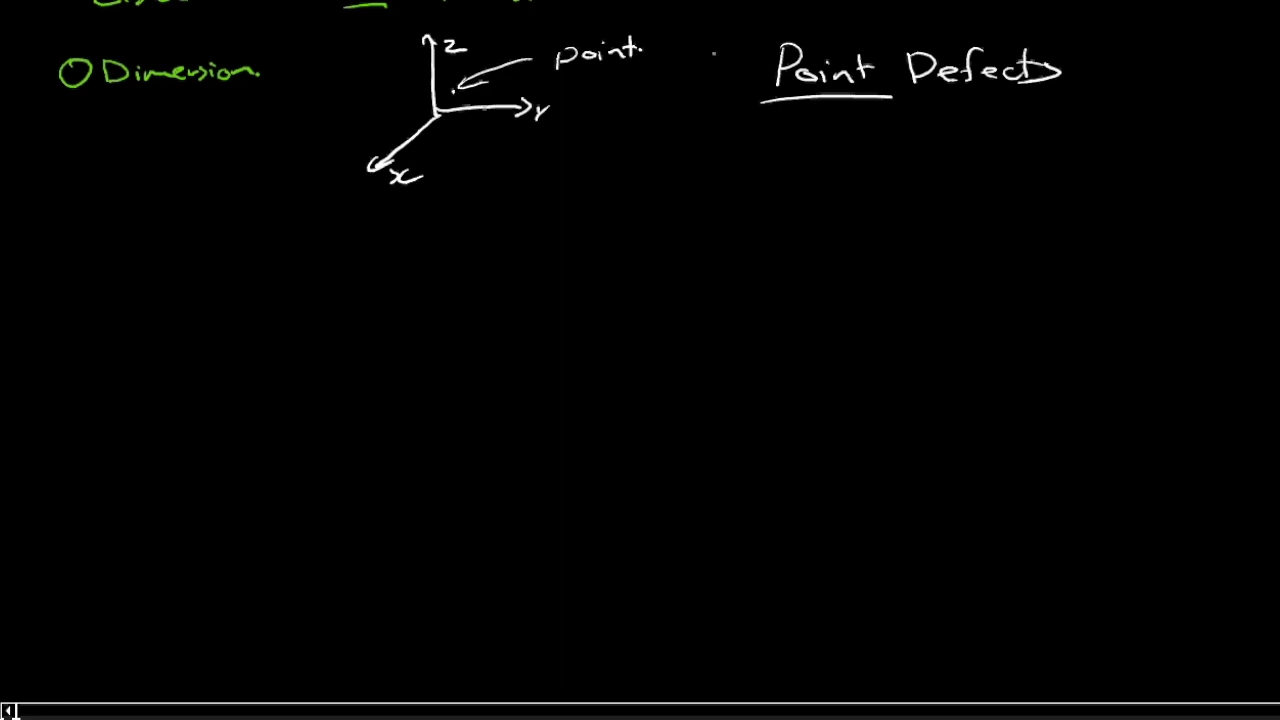 0 Dimension.
z
point.
Point Defects
y
x